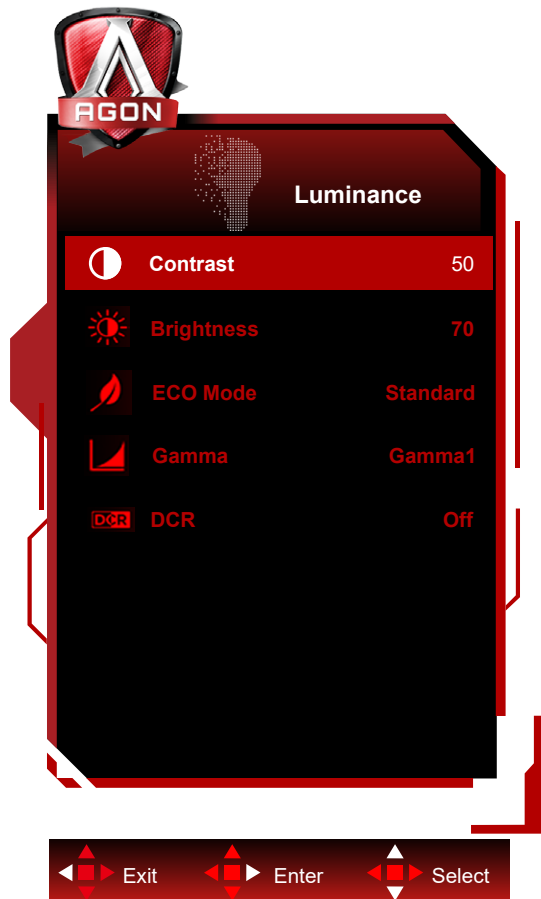 AGON
Luminance
Contrast 50
Brightness 70
ECO Mode Standard
Gamma Gamma1
DCR DCR Off
Exit Enter Select